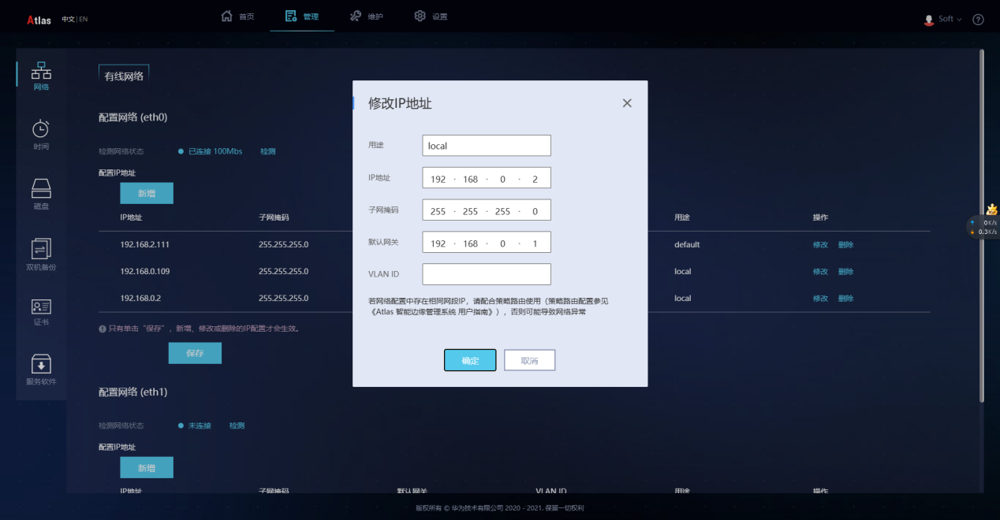 Atlas 中文|EN 首页 管理 维护 设置 Soft
网络
时间
磁盘
双机备份
证书
服务软件
有线网络
配置网络 (eth0)
检测网络状态 已连接 100Mbs 检测
配置IP地址
新增
IP地址 子网掩码 用途 操作
192.168.2.111 255.255.255.0 default 修改 删除
192.168.0.109 255.255.255.0 local 修改 删除
192.168.0.2 255.255.255.0 local 修改 删除
只有单击“保存”，新增、修改或删除的IP配置才会生效。
保存
配置网络 (eth1)
检测网络状态 未连接 检测
配置IP地址
新增
IP地址 子网掩码 默认网关 VLAN ID 用途 操作
修改IP地址
用途 local
IP地址 192 · 168 · 0 · 2
子网掩码 255 · 255 · 255 · 0
默认网关 192 · 168 · 0 · 1
VLAN ID
若网络配置中存在相同网段IP，请配合策略路由使用（策略路由配置参见
《Atlas 智能边缘管理系统 用户指南》），否则可能导致网络异常
确定 取消
0K/s
0.3K/s
版权所有 © 华为技术有限公司 2020 - 2021. 保留一切权利